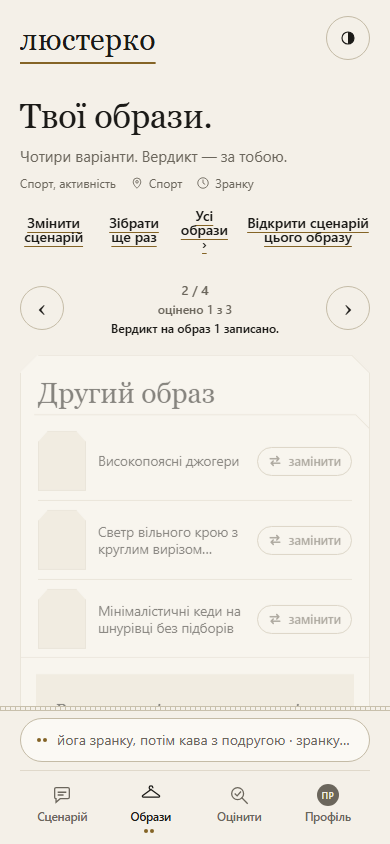 люстерко
Твої образи.
Чотири варіанти. Вердикт — за тобою.
Спорт, активність Спорт Зранку
Змінити сценарій
Зібрати ще раз
Усі образи ›
Відкрити сценарій цього образу
‹
2 / 4
оцінено 1 з 3
Вердикт на образ 1 записано.
›
Другий образ
Високопоясні джогери
замінити
Светр вільного крою з
круглим вирізом...
замінити
Мінімалістичні кеди на
шнурівці без підборів
замінити
йога зранку, потім кава з подругою · зранку...
Сценарій
Образи
Оцінити
ПР
Профіль